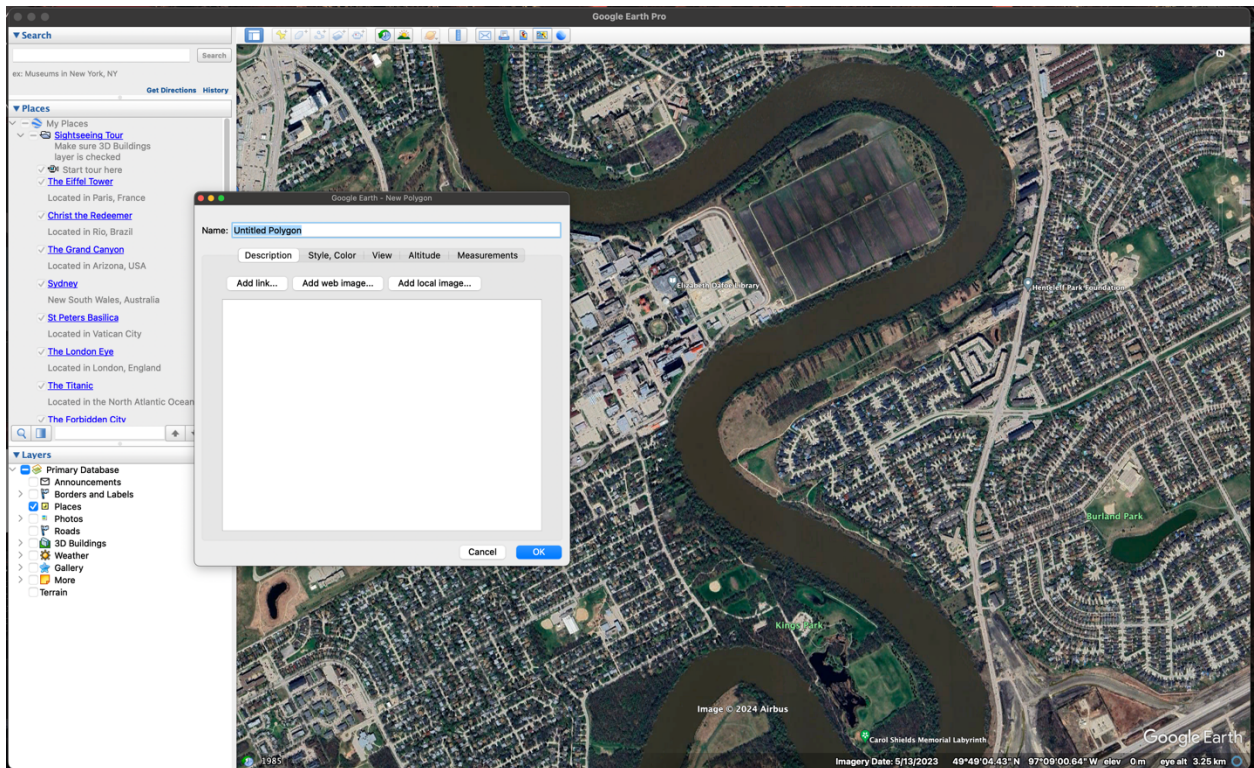 Google Earth Pro
Search
Search
ex: Museums in New York, NY
Get Directions History
Places
My Places
Sightseeing Tour
Make sure 3D Buildings
layer is checked
Start tour here
The Eiffel Tower
Located in Paris, France
Christ the Redeemer
Located in Rio, Brazil
The Grand Canyon
Located in Arizona, USA
Sydney
New South Wales, Australia
St Peters Basilica
Located in Vatican City
The London Eye
Located in London, England
The Titanic
Located in the North Atlantic Ocean
The Forbidden City
Layers
Primary Database
Announcements
Borders and Labels
Places
Photos
Roads
3D Buildings
Weather
Gallery
More
Terrain
Google Earth - New Polygon
Name: Untitled Polygon
Description Style, Color View Altitude Measurements
Add link... Add web image... Add local image...
Cancel OK
N
Elizabeth Dafoe Library
Henteleff Park Foundation
Burland Park
Kings Park
Image © 2024 Airbus
Carol Shields Memorial Labyrinth
Google Earth
1985
Imagery Date: 5/13/2023 49°49'04.43" N 97°09'00.64" W elev 0 m eye alt 3.25 km